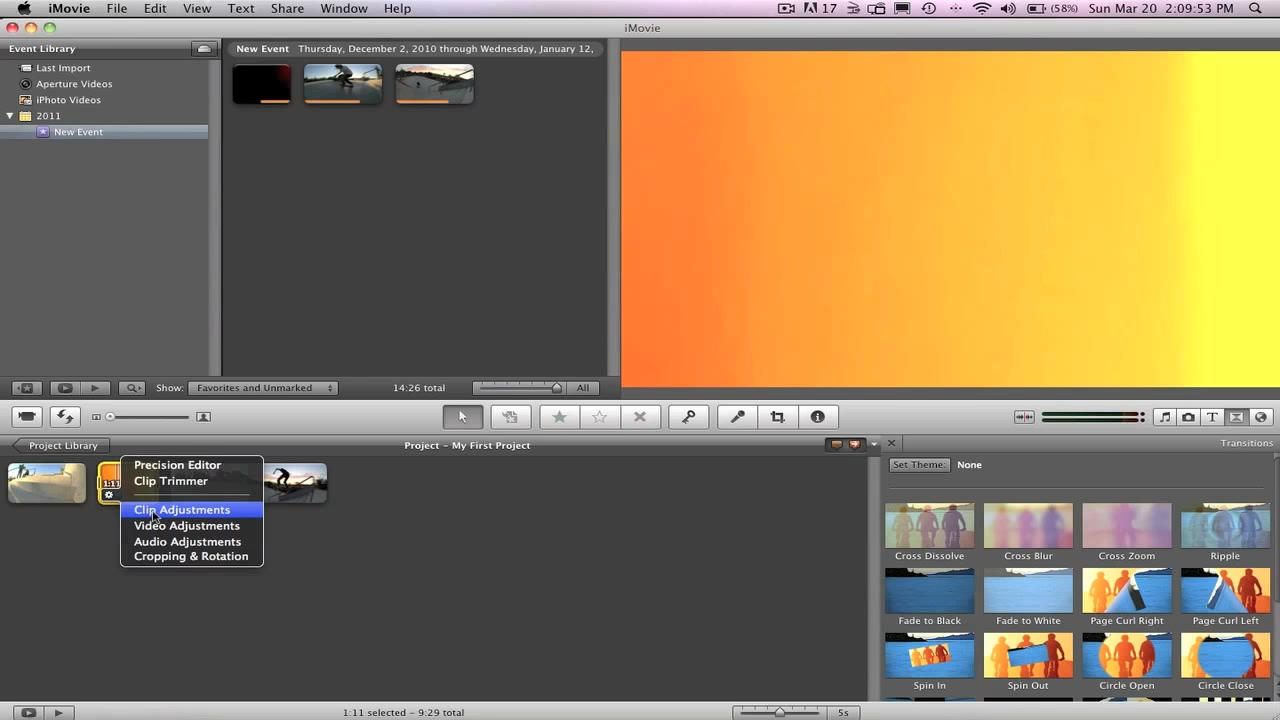 iMovie File Edit View Text Share Window Help 17 (58%) Sun Mar 20 2:09:53 PM
iMovie
Event Library
Last Import
Aperture Videos
iPhoto Videos
2011
New Event
New Event Thursday, December 2, 2010 through Wednesday, January 12,
Show: Favorites and Unmarked 14:26 total All
Project Library
Project - My First Project
1:11
Precision Editor
Clip Trimmer
Clip Adjustments
Video Adjustments
Audio Adjustments
Cropping & Rotation
Transitions
Set Theme: None
Cross Dissolve Cross Blur Cross Zoom Ripple
Fade to Black Fade to White Page Curl Right Page Curl Left
Spin In Spin Out Circle Open Circle Close
1:11 selected - 9:29 total 5s